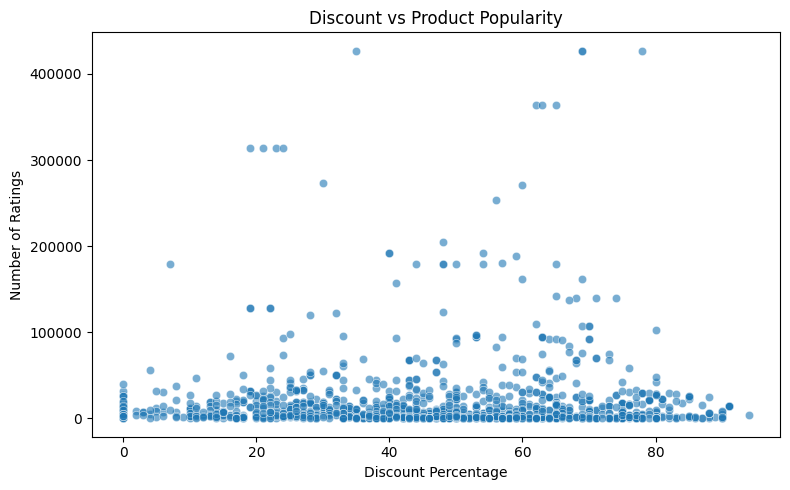 Discount vs Product Popularity
Number of Ratings
400000
300000
200000
100000
0
0 20 40 60 80
Discount Percentage